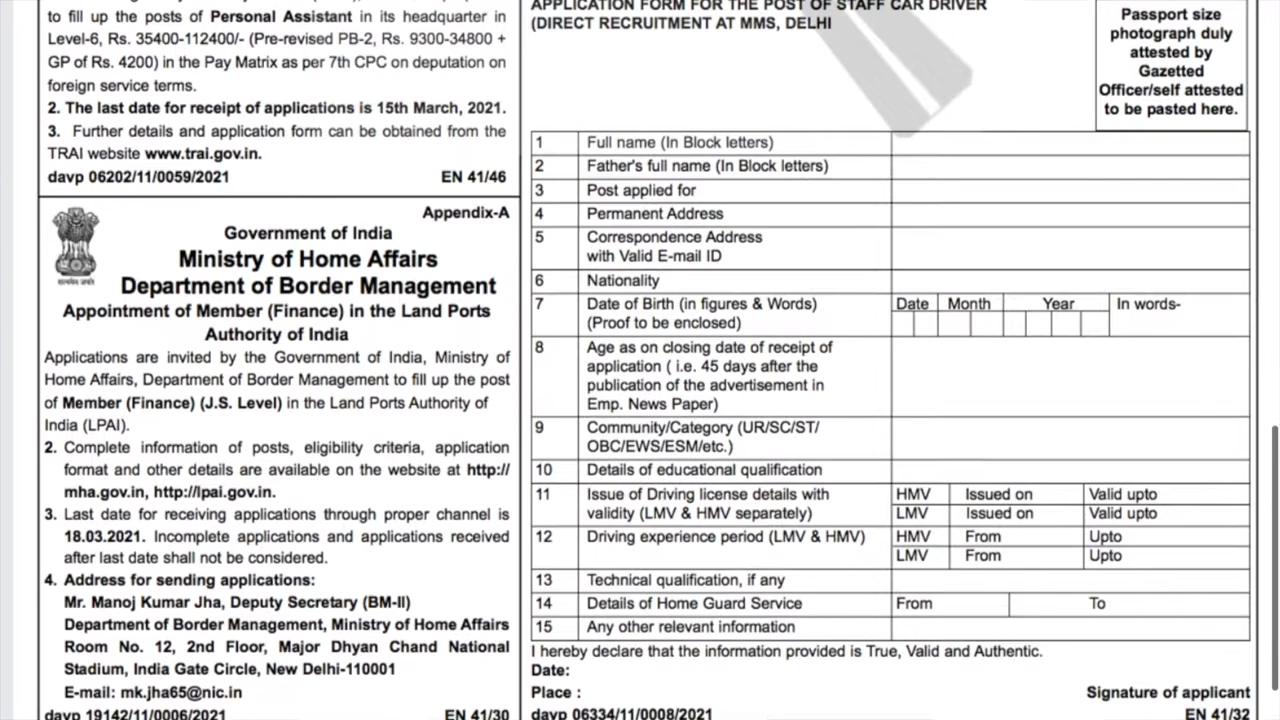 to fill up the posts of Personal Assistant in its headquarter in
Level-6, Rs. 35400-112400/- (Pre-revised PB-2, Rs. 9300-34800 +
GP of Rs. 4200) in the Pay Matrix as per 7th CPC on deputation on
foreign service terms.
2. The last date for receipt of applications is 15th March, 2021.
3. Further details and application form can be obtained from the
TRAI website www.trai.gov.in.
davp 06202/11/0059/2021 EN 41/46
Appendix-A
सत्यमेव जयते
Government of India
Ministry of Home Affairs
Department of Border Management
Appointment of Member (Finance) in the Land Ports
Authority of India
Applications are invited by the Government of India, Ministry of
Home Affairs, Department of Border Management to fill up the post
of Member (Finance) (J.S. Level) in the Land Ports Authority of
India (LPAI).
2. Complete information of posts, eligibility criteria, application
format and other details are available on the website at http://
mha.gov.in, http://lpai.gov.in.
3. Last date for receiving applications through proper channel is
18.03.2021. Incomplete applications and applications received
after last date shall not be considered.
4. Address for sending applications:
Mr. Manoj Kumar Jha, Deputy Secretary (BM-II)
Department of Border Management, Ministry of Home Affairs
Room No. 12, 2nd Floor, Major Dhyan Chand National
Stadium, India Gate Circle, New Delhi-110001
E-mail: mk.jha65@nic.in
davp 19142/11/0006/2021 EN 41/30
APPLICATION FORM FOR THE POST OF STAFF CAR DRIVER
(DIRECT RECRUITMENT AT MMS, DELHI
Passport size
photograph duly
attested by
Gazetted
Officer/self attested
to be pasted here.
1 Full name (In Block letters)
2 Father's full name (In Block letters)
3 Post applied for
4 Permanent Address
5 Correspondence Address
with Valid E-mail ID
6 Nationality
7 Date of Birth (in figures & Words) Date Month Year In words-
(Proof to be enclosed)
8 Age as on closing date of receipt of
application ( i.e. 45 days after the
publication of the advertisement in
Emp. News Paper)
9 Community/Category (UR/SC/ST/
OBC/EWS/ESM/etc.)
10 Details of educational qualification
11 Issue of Driving license details with HMV Issued on Valid upto
validity (LMV & HMV separately) LMV Issued on Valid upto
12 Driving experience period (LMV & HMV) HMV From Upto
LMV From Upto
13 Technical qualification, if any
14 Details of Home Guard Service From To
15 Any other relevant information
I hereby declare that the information provided is True, Valid and Authentic.
Date:
Place : Signature of applicant
davp 06334/11/0008/2021 EN 41/32